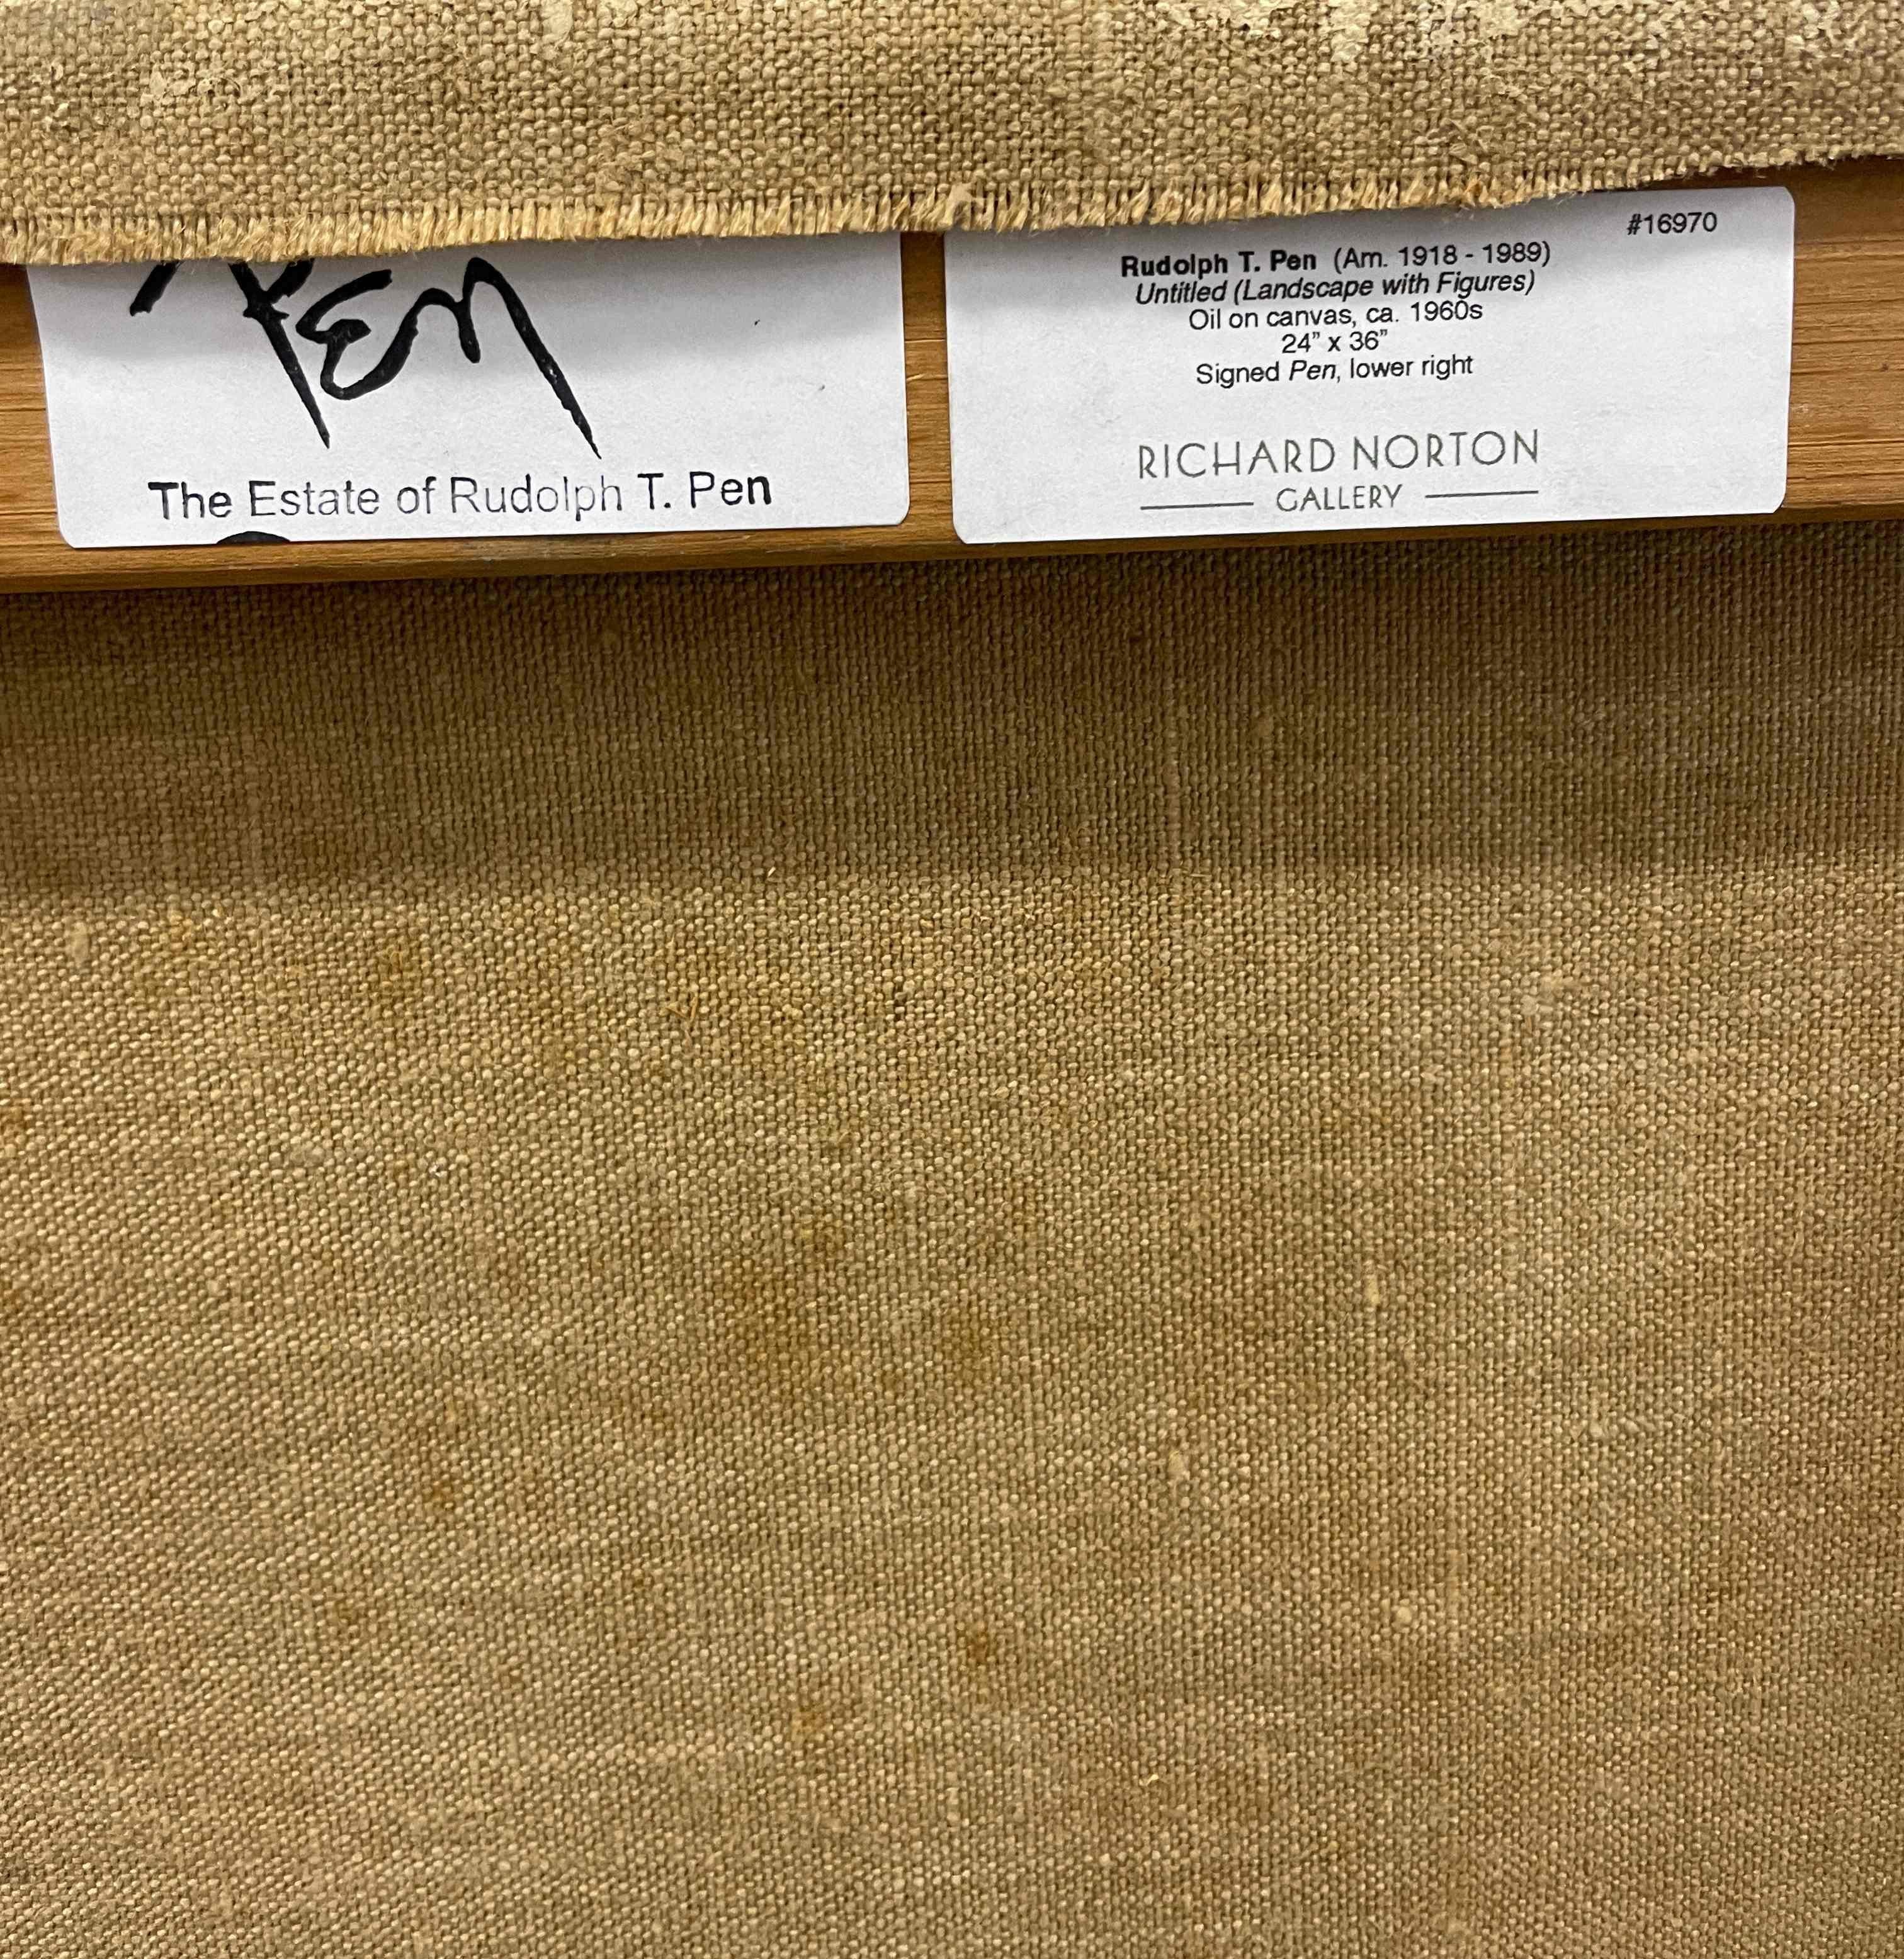 Pen
The Estate of Rudolph T. Pen
#16970
Rudolph T. Pen (Am. 1918 - 1989)
Untitled (Landscape with Figures)
Oil on canvas, ca. 1960s
24” x 36”
Signed Pen, lower right
RICHARD NORTON
GALLERY